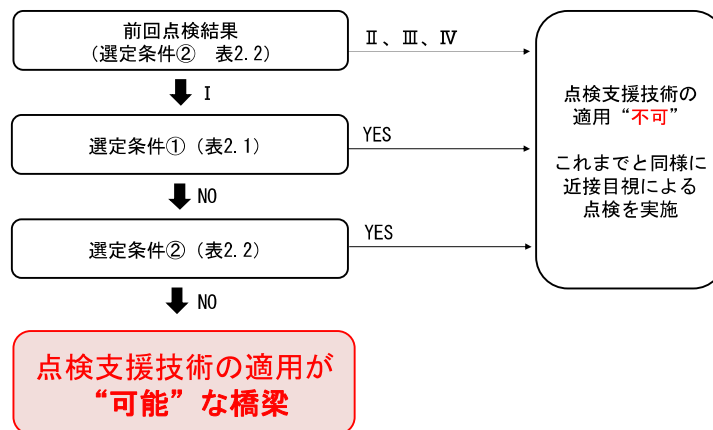 前回点検結果
(選定条件② 表2.2)
Ⅱ、Ⅲ、Ⅳ
Ⅰ
選定条件①(表2.1)
YES
NO
選定条件②(表2.2)
YES
NO
点検支援技術の適用が
“可能”な橋梁
点検支援技術の
適用“不可”
これまでと同様に
近接目視による
点検を実施